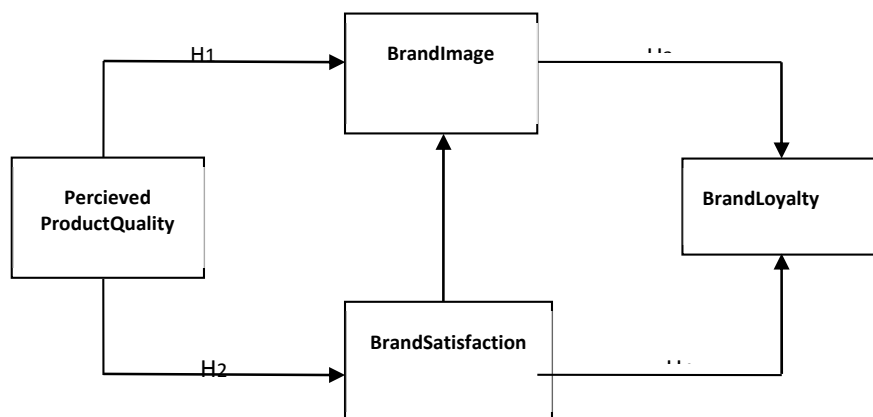 H1
BrandImage
Percieved
ProductQuality
BrandLoyalty
BrandSatisfaction
H2